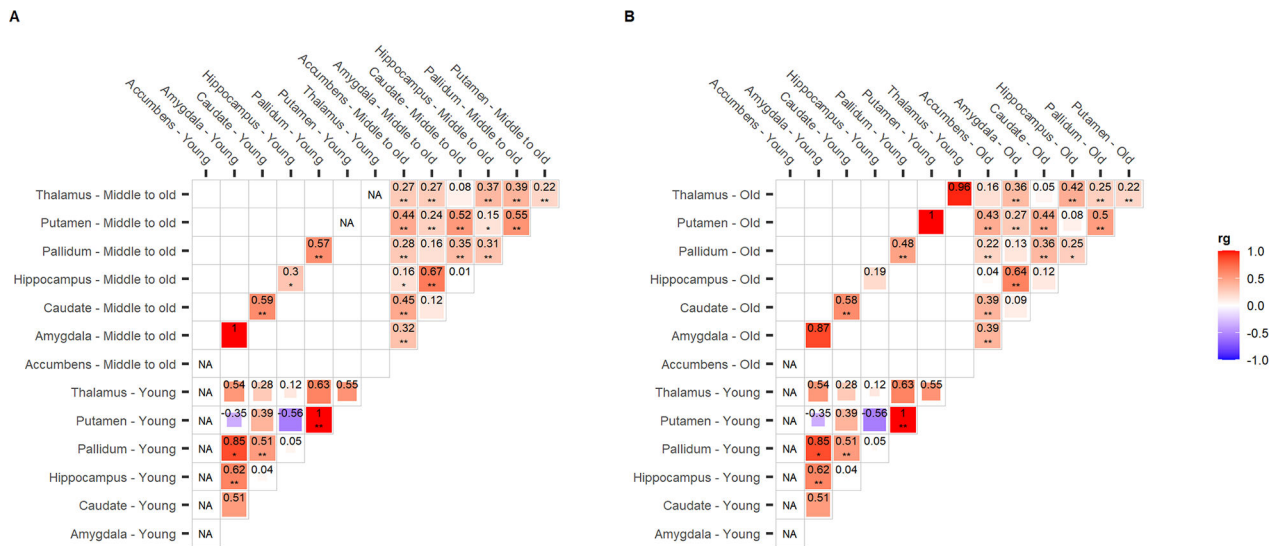 A
B
Accumbens - Young
Amygdala - Young
Caudate - Young
Hippocampus - Young
Pallidum - Young
Putamen - Young
Thalamus - Young
Accumbens - Middle to old
Amygdala - Middle to old
Caudate - Middle to old
Hippocampus - Middle to old
Pallidum - Middle to old
Putamen - Middle to old
Thalamus - Middle to old NA 0.27 0.27 0.08 0.37 0.39 0.22
** ** ** ** **
Putamen - Middle to old NA 0.44 0.24 0.52 0.15 0.55
** ** ** * **
Pallidum - Middle to old 0.57 0.28 0.16 0.35 0.31
** ** ** **
Hippocampus - Middle to old 0.3 0.16 0.67 0.01
* * **
Caudate - Middle to old 0.59 0.45 0.12
** **
Amygdala - Middle to old 1 0.32
**
Accumbens - Middle to old NA
Thalamus - Young NA 0.54 0.28 0.12 0.63 0.55
Putamen - Young NA -0.35 0.39 -0.56 1
**
Pallidum - Young NA 0.85 0.51 0.05
* **
Hippocampus - Young NA 0.62 0.04
**
Caudate - Young NA 0.51
Amygdala - Young NA
Accumbens - Young
Amygdala - Young
Caudate - Young
Hippocampus - Young
Pallidum - Young
Putamen - Young
Thalamus - Young
Accumbens - Old
Amygdala - Old
Caudate - Old
Hippocampus - Old
Pallidum - Old
Putamen - Old
Thalamus - Old 0.96 0.16 0.36 0.05 0.42 0.25 0.22
** ** ** **
Putamen - Old 1 0.43 0.27 0.44 0.08 0.5
** ** ** **
Pallidum - Old 0.48 0.22 0.13 0.36 0.25
** ** ** *
Hippocampus - Old 0.19 0.04 0.64 0.12
**
Caudate - Old 0.58 0.39 0.09
** **
Amygdala - Old 0.87 0.39
**
Accumbens - Old NA
Thalamus - Young NA 0.54 0.28 0.12 0.63 0.55
Putamen - Young NA -0.35 0.39 -0.56 1
**
Pallidum - Young NA 0.85 0.51 0.05
* **
Hippocampus - Young NA 0.62 0.04
**
Caudate - Young NA 0.51
Amygdala - Young NA
rg
1.0
0.5
0.0
-0.5
-1.0